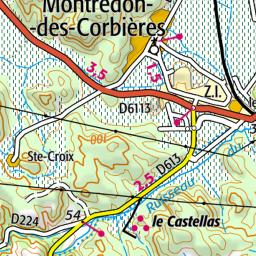 Montredon-
-des-Corbières
3,5
1,5
Z.I.
D6113
100
du
Ste-Croix
2,5
D613
Ruisseau
D224
54
le Castellas